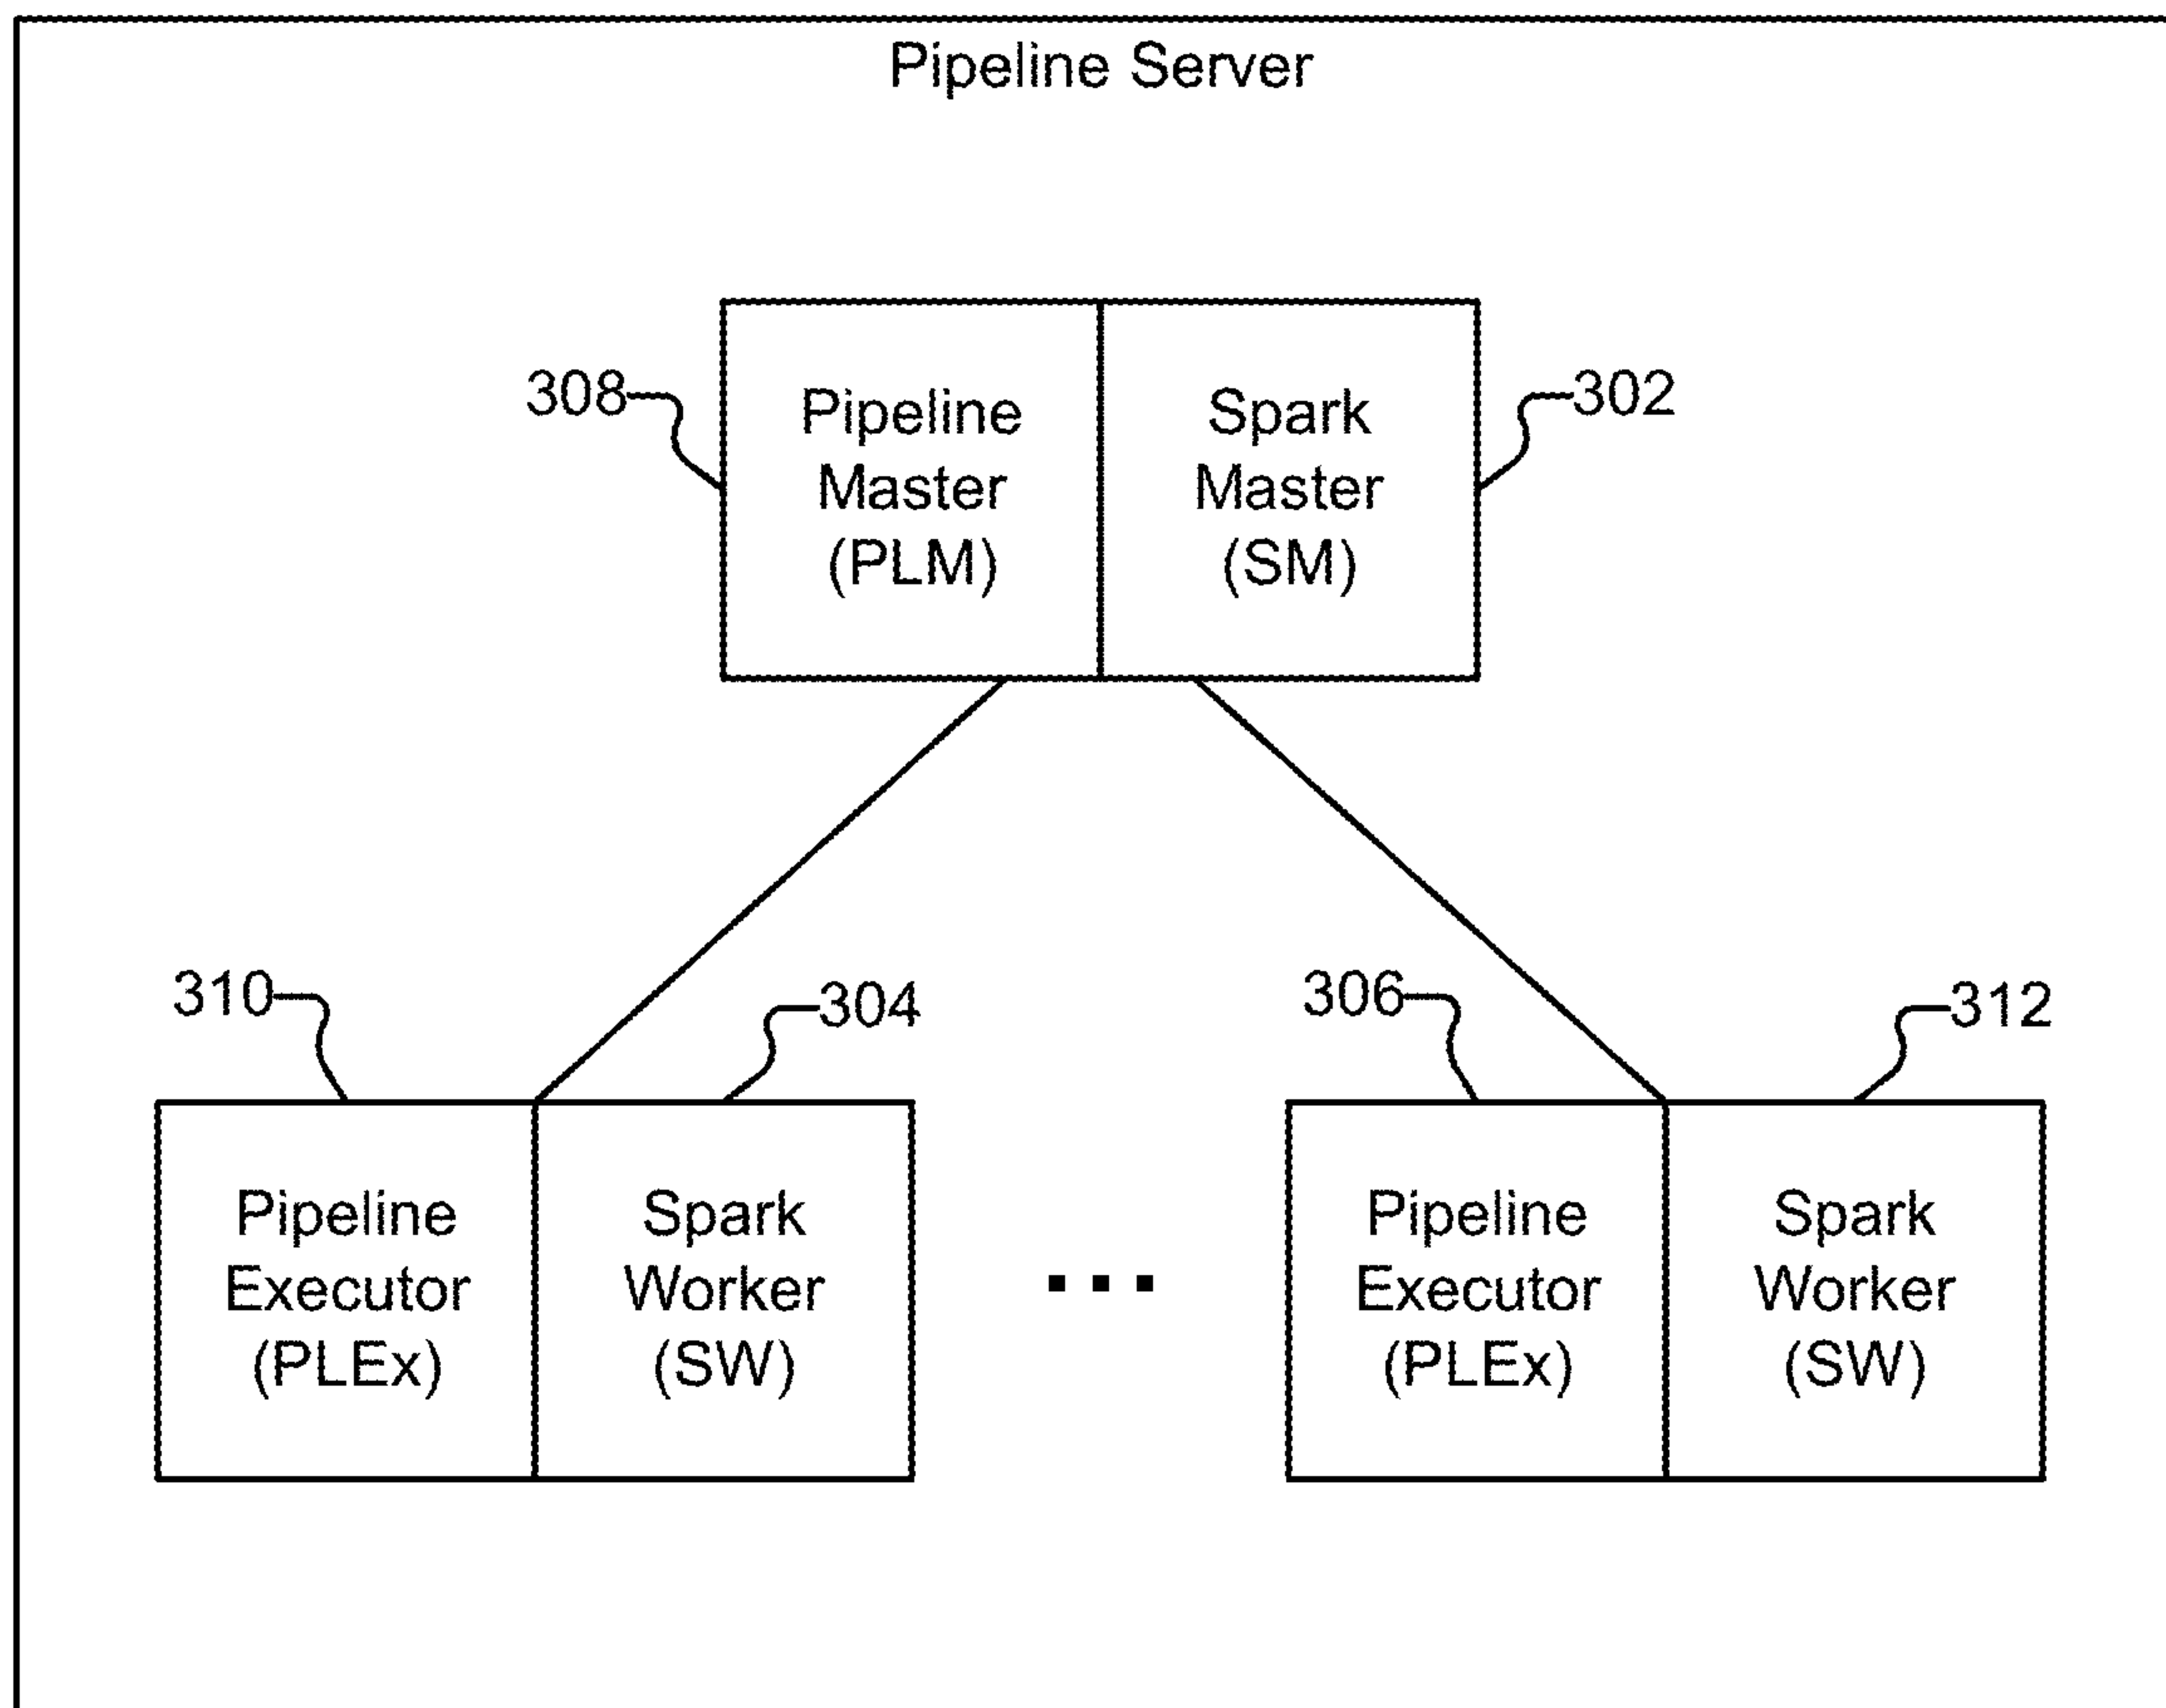 Pipeline Server
308
Pipeline
Master
(PLM)
Spark
Master
(SM)
302
310
304
306
312
Pipeline
Executor
(PLEx)
Spark
Worker
(SW)
...
Pipeline
Executor
(PLEx)
Spark
Worker
(SW)